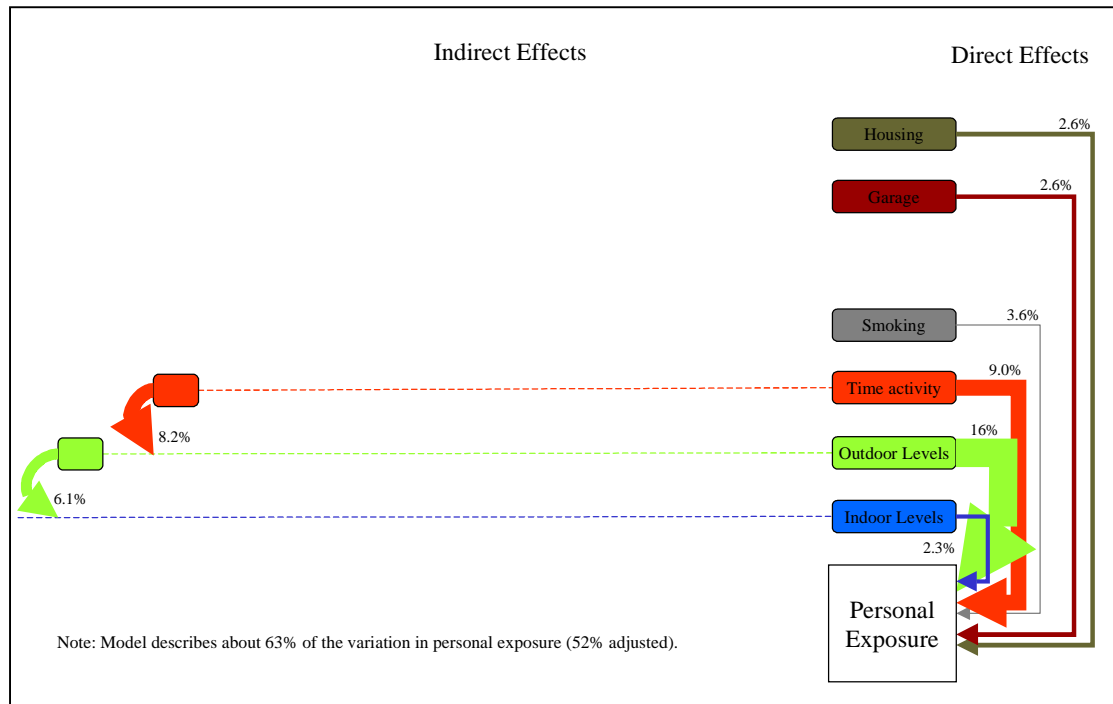 Indirect Effects
Direct Effects
2.6%
Housing
2.6%
Garage
3.6%
Smoking
9.0%
Time activity
8.2%
16%
Outdoor Levels
6.1%
Indoor Levels
2.3%
Personal
Exposure
Note: Model describes about 63% of the variation in personal exposure (52% adjusted).